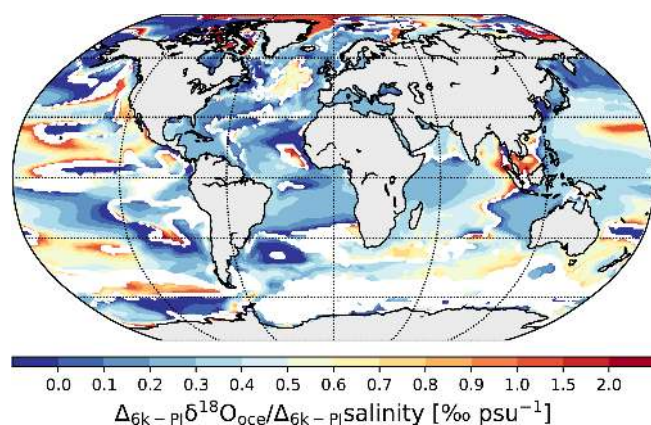 0.0 0.1 0.2 0.3 0.4 0.5 0.6 0.7 0.8 0.9 1.0 1.5 2.0
Δ₆ₖ₋PIδ¹⁸Oₒcₑ/Δ₆ₖ₋PIsalinity [‰ psu⁻¹]